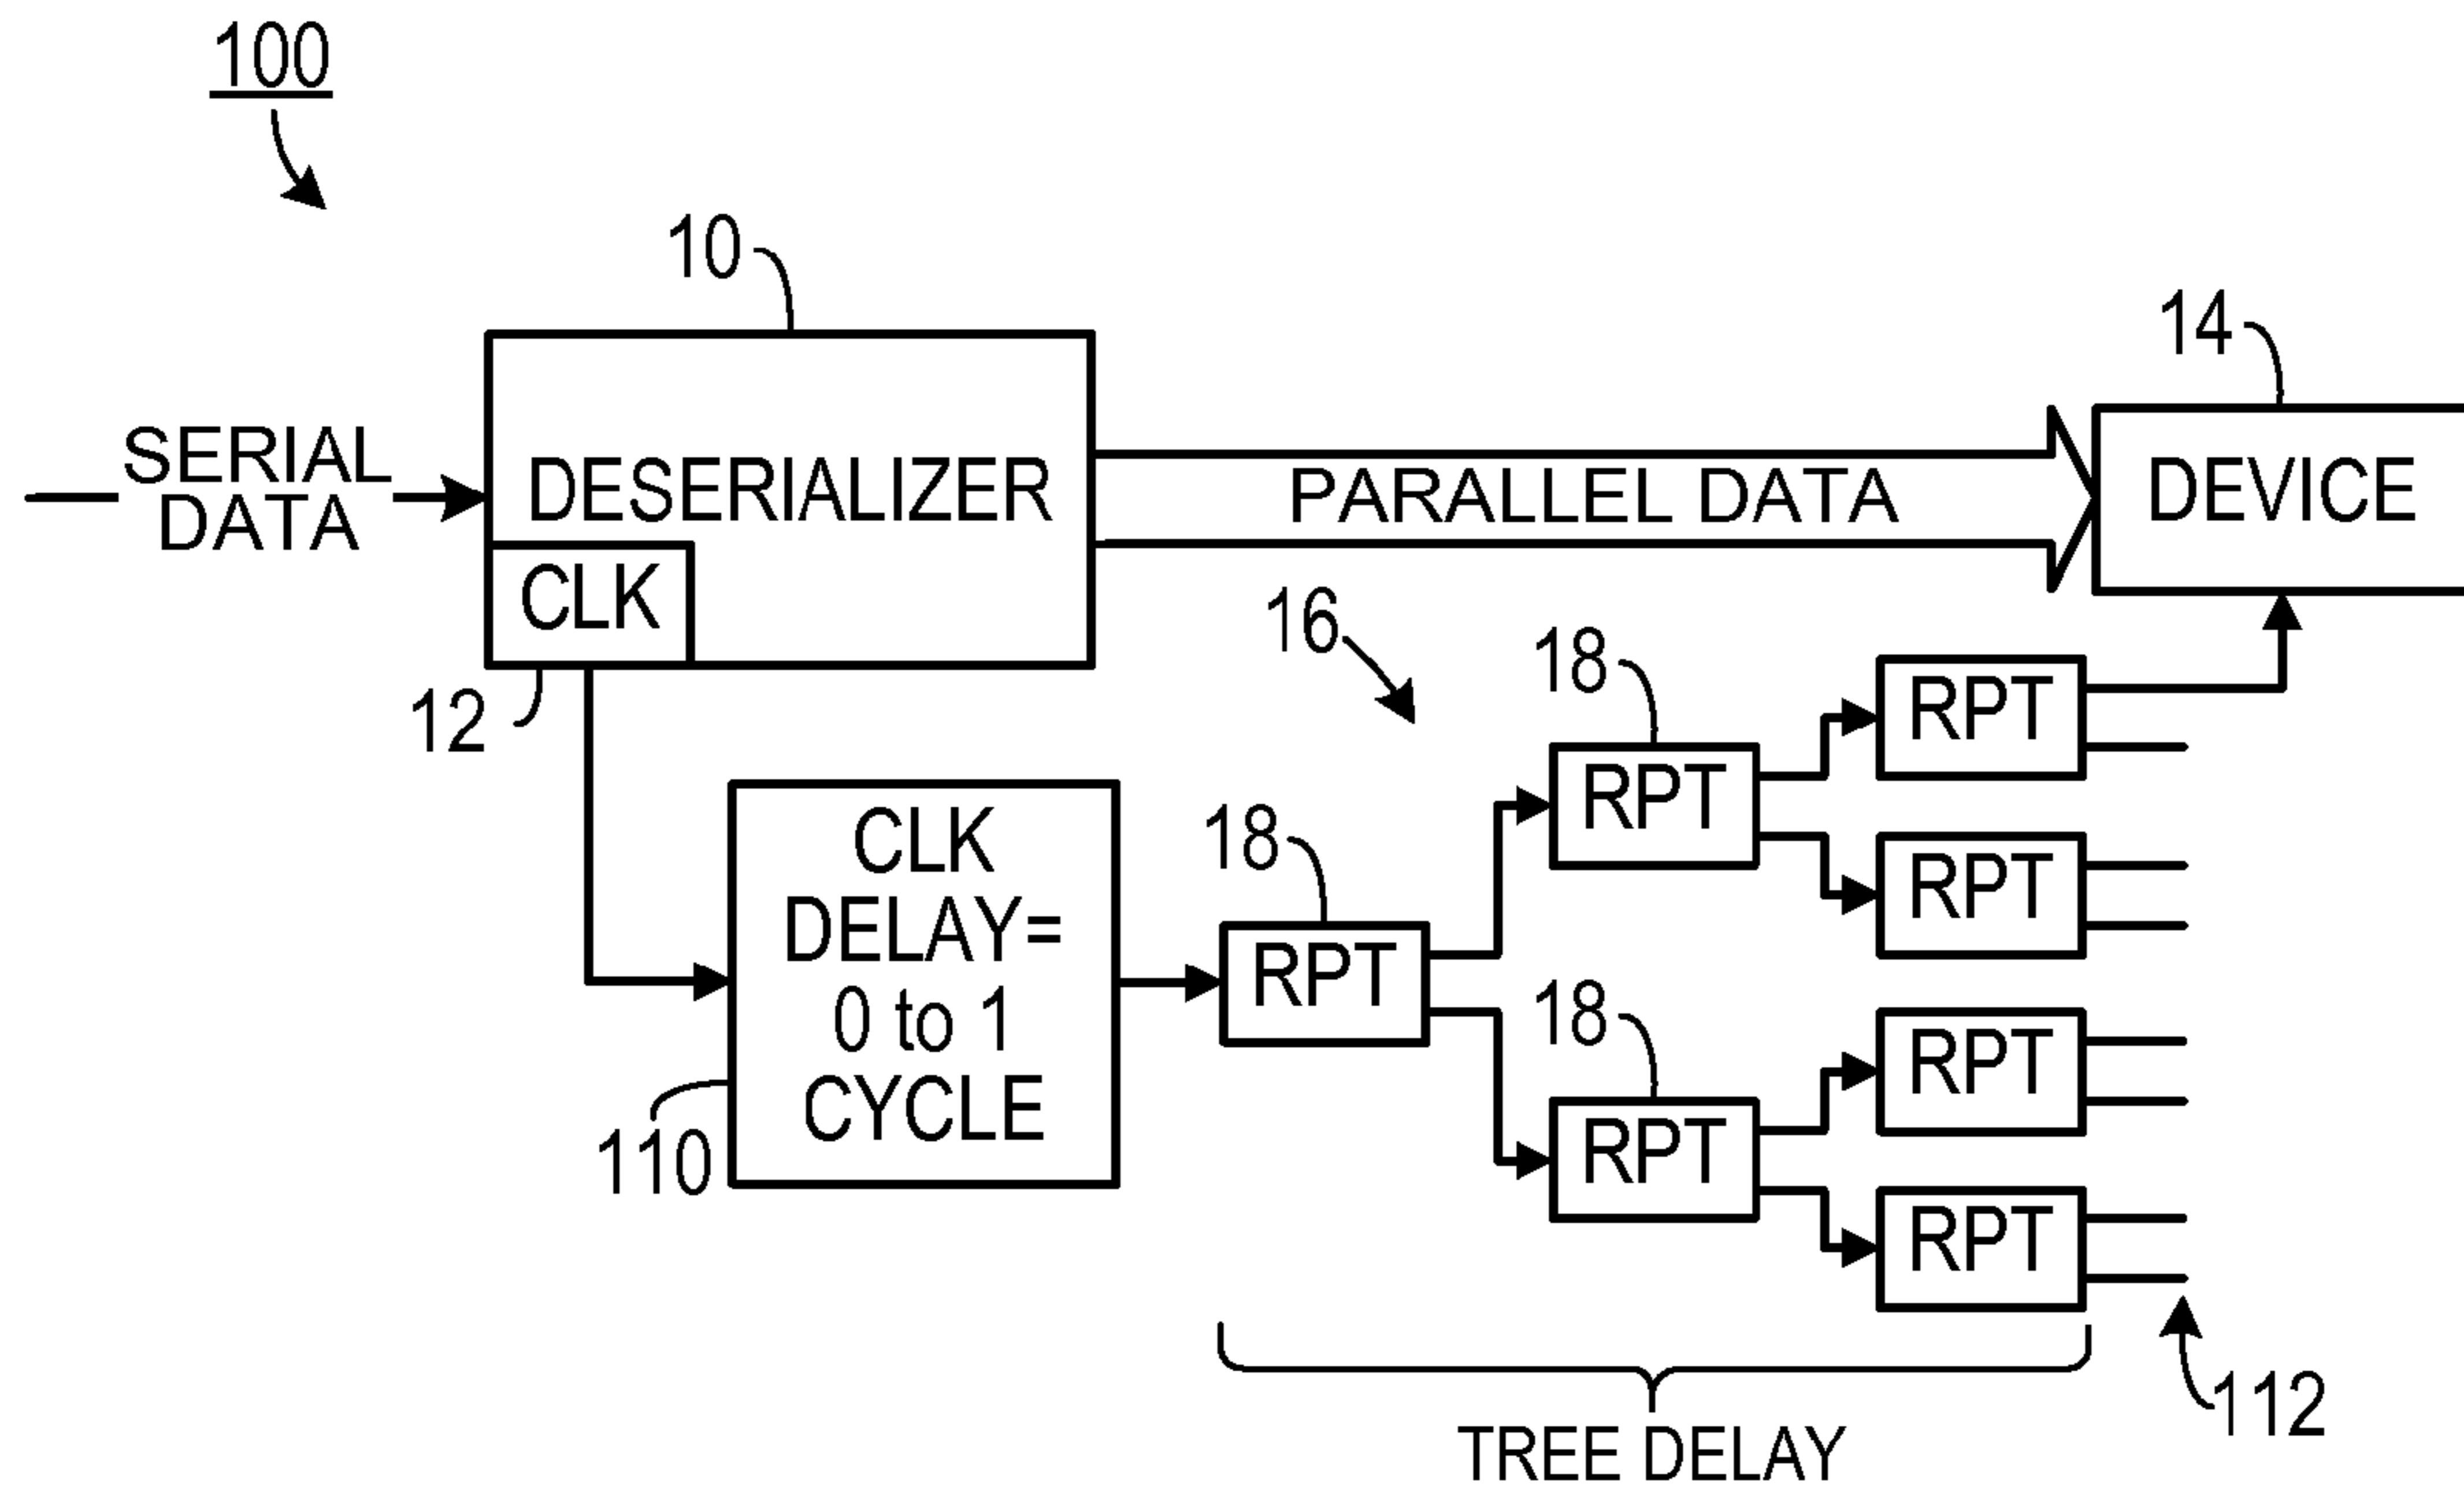 100
10
14
SERIAL
DATA
DESERIALIZER
PARALLEL DATA
DEVICE
CLK
12
16
18
RPT
RPT
CLK
DELAY=
0 to 1
CYCLE
110
18
RPT
RPT
18
RPT
RPT
RPT
RPT
112
TREE DELAY